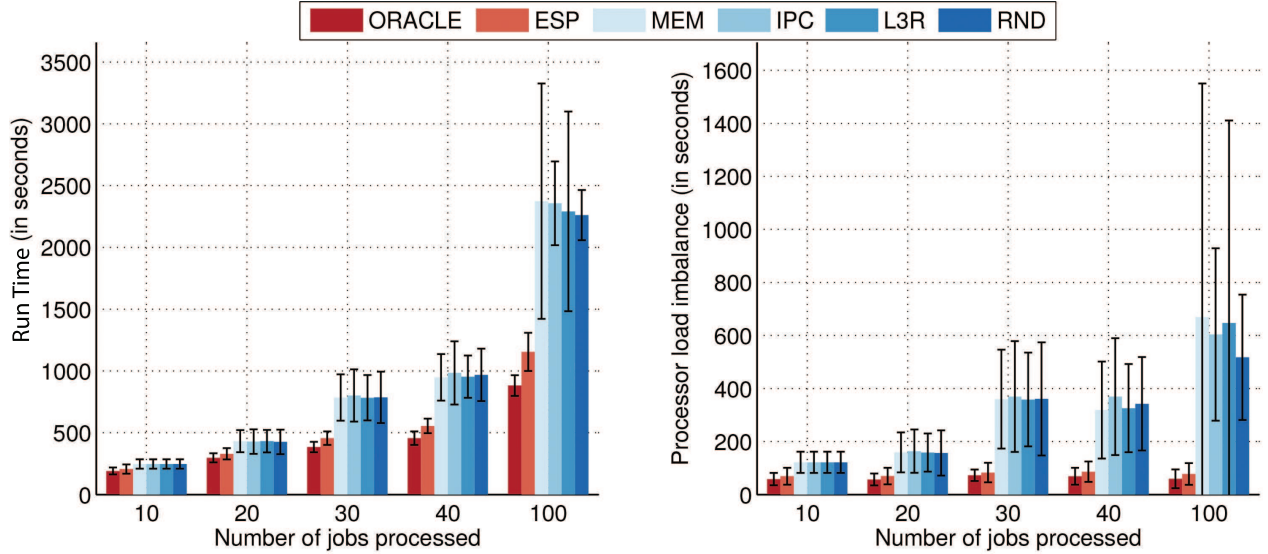 ORACLE ESP MEM IPC L3R RND
Run Time (in seconds)
3500
3000
2500
2000
1500
1000
500
0
10 20 30 40 100
Number of jobs processed
Processor load imbalance (in seconds)
1600
1400
1200
1000
800
600
400
200
0
10 20 30 40 100
Number of jobs processed